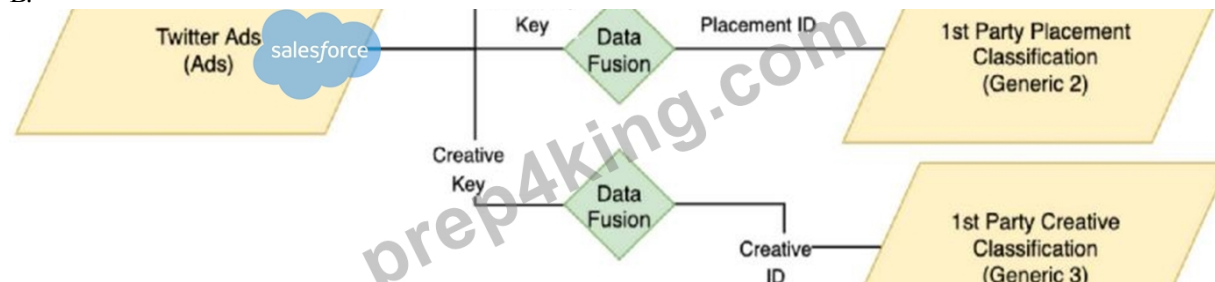 B.
Twitter Ads
(Ads)
salesforce
Key
Data
Fusion
Placement ID
1st Party Placement
Classification
(Generic 2)
Creative
Key
Data
Fusion
Creative
ID
1st Party Creative
Classification
(Generic 3)
prep4king.com